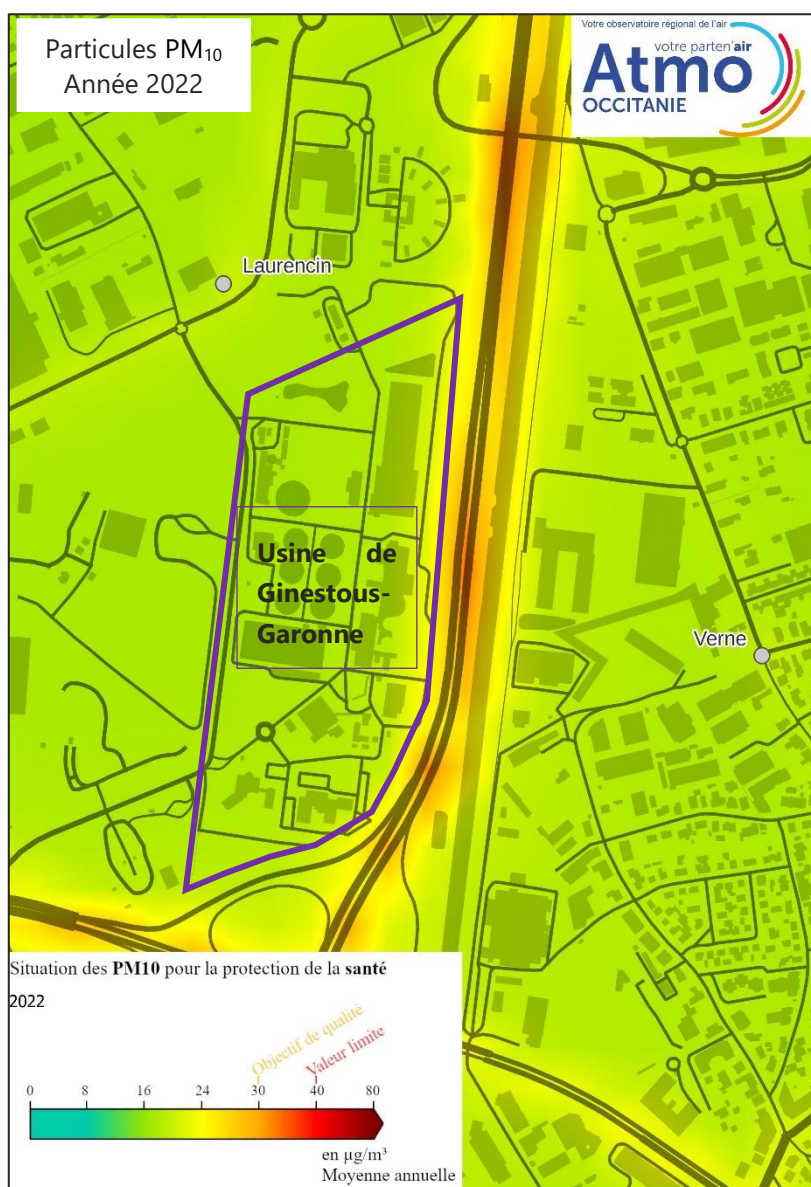 Particules PM₁₀
Année 2022
Votre observatoire régional de l'air
votre parten'air
Atmo
OCCITANIE
Laurencin
Usine de
Ginestous-
Garonne
Verne
Situation des PM10 pour la protection de la santé
2022
Objectif de qualité
Valeur limite
0 8 16 24 30 40 80
en µg/m³
Moyenne annuelle